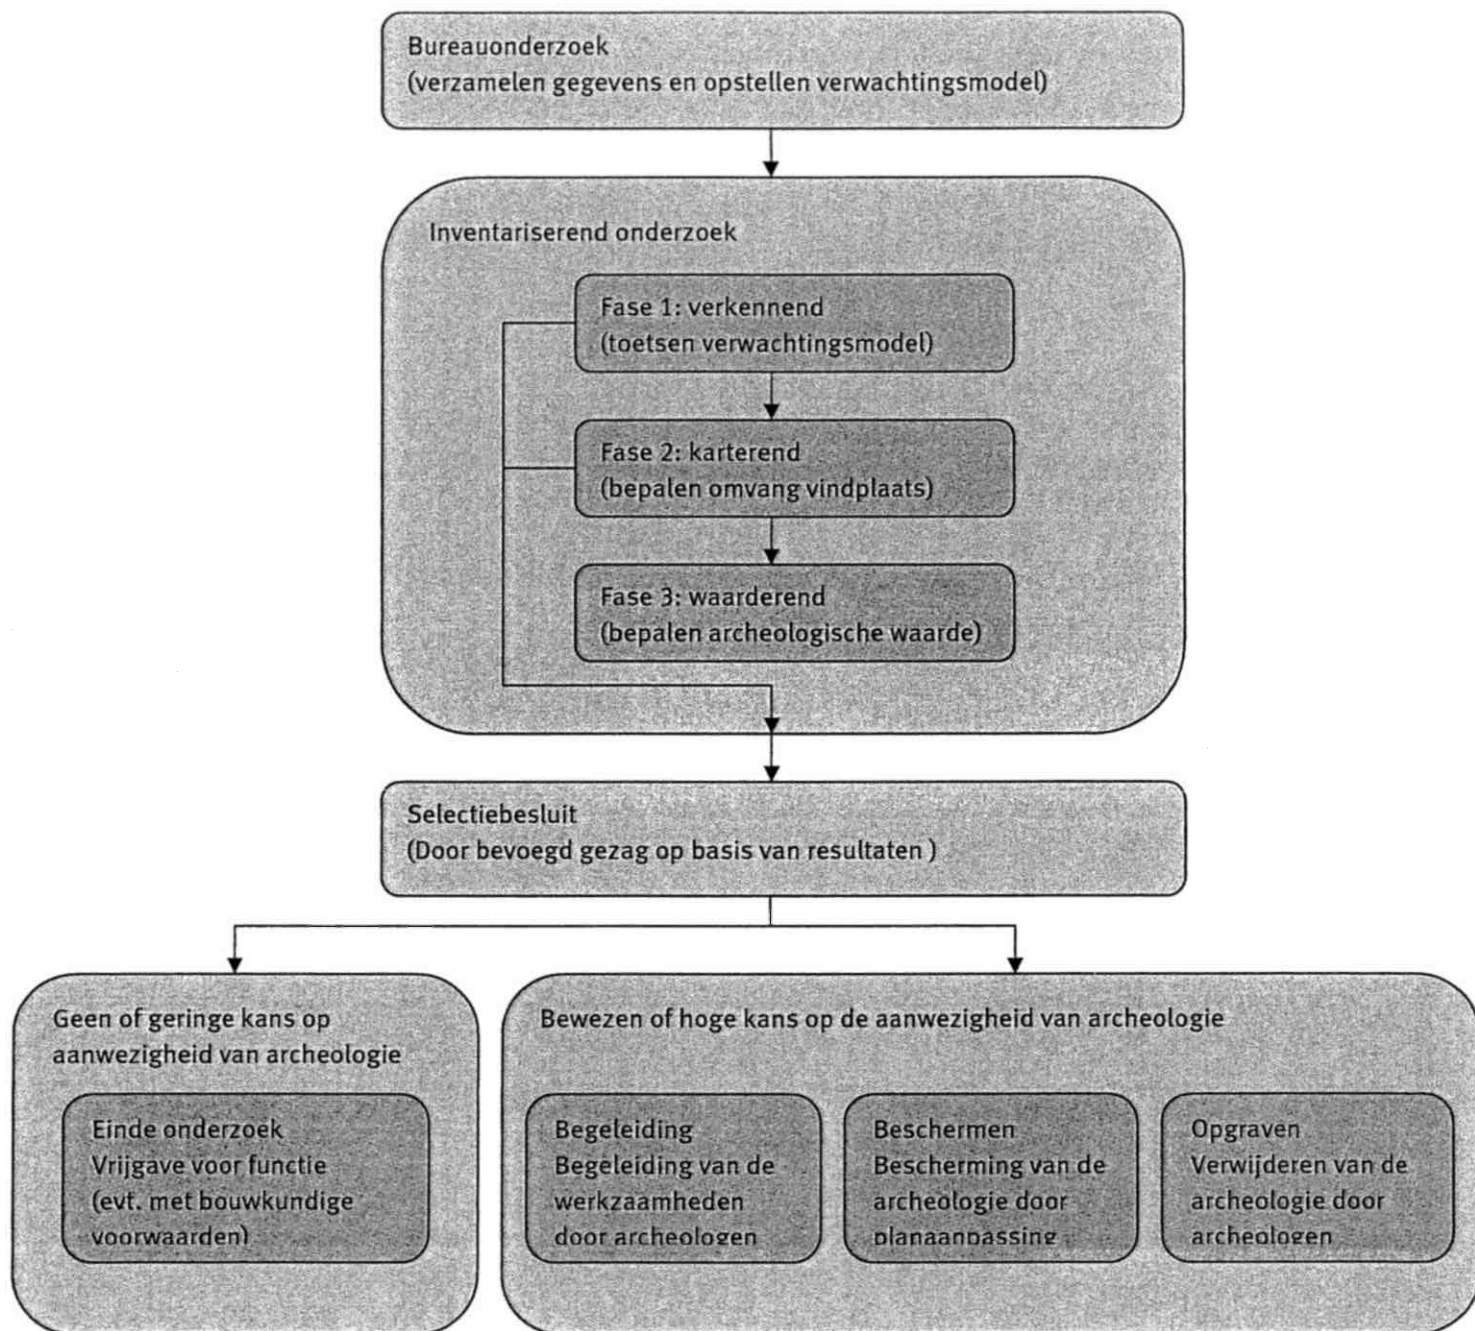 Bureauonderzoek
(verzamelen gegevens en opstellen verwachtingsmodel)
Inventariserend onderzoek
Fase 1: verkennend
(toetsen verwachtingsmodel)
Fase 2: karterend
(bepalen omvang vindplaats)
Fase 3: waarderend
(bepalen archeologische waarde)
Selectiebesluit
(Door bevoegd gezag op basis van resultaten )
Geen of geringe kans op
aanwezigheid van archeologie
Einde onderzoek
Vrijgave voor functie
(evt. met bouwkundige
voorwaarden)
Bewezen of hoge kans op de aanwezigheid van archeologie
Begeleiding
Begeleiding van de
werkzaamheden
door archeologen
Beschermen
Bescherming van de
archeologie door
planaanpassing
Opgraven
Verwijderen van de
archeologie door
archeologen